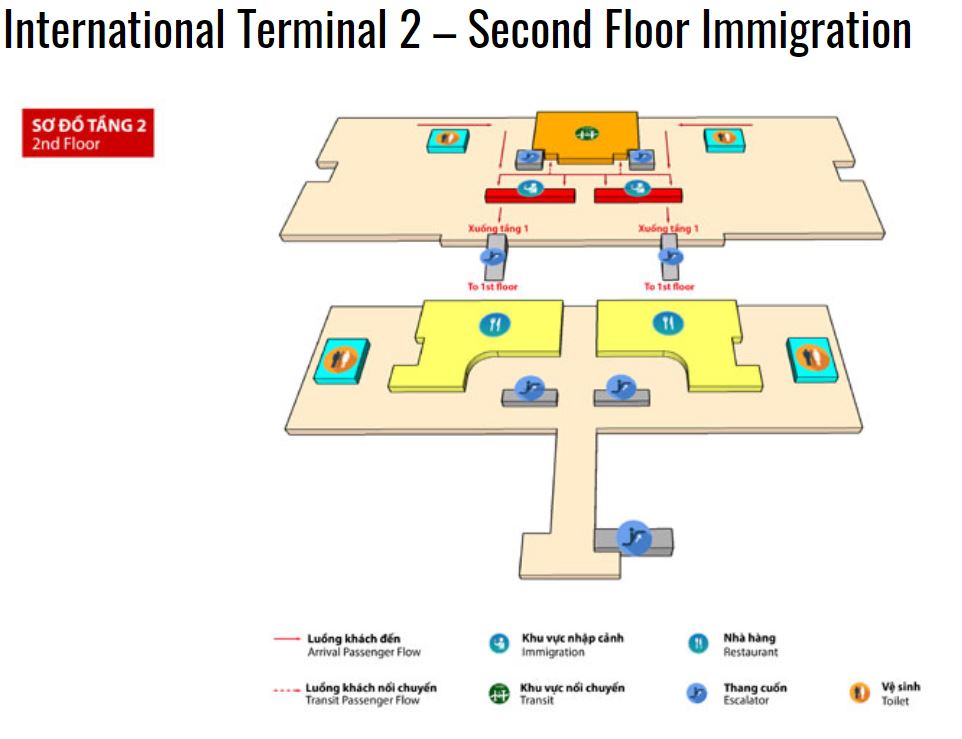 International Terminal 2 – Second Floor Immigration
SƠ ĐỒ TẦNG 2
2nd Floor
Xuống tầng 1
Xuống tầng 1
To 1st floor
To 1st floor
Luồng khách đến
Arrival Passenger Flow
Khu vực nhập cảnh
Immigration
Nhà hàng
Restaurant
Luồng khách nối chuyến
Transit Passenger Flow
Khu vực nối chuyến
Transit
Thang cuốn
Escalator
Vệ sinh
Toilet